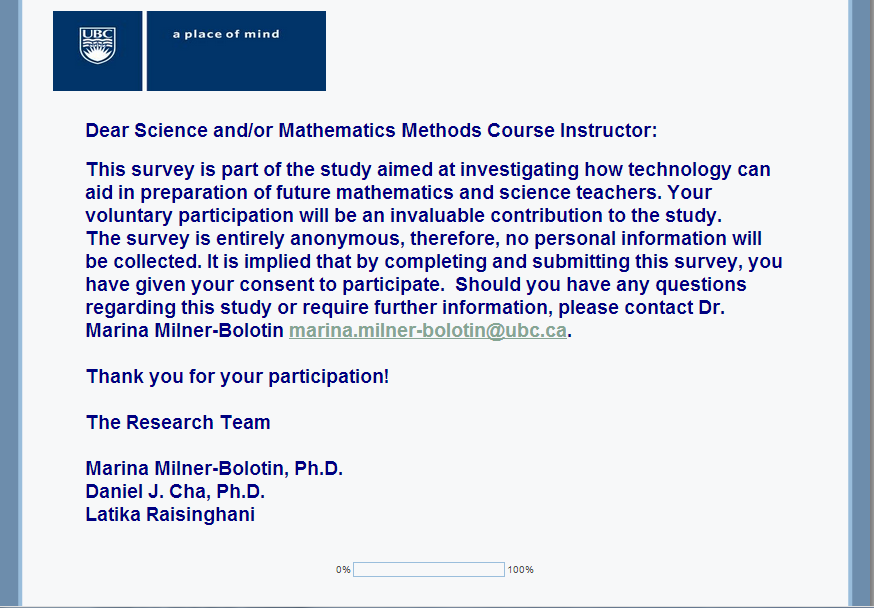 UBC
a place of mind
Dear Science and/or Mathematics Methods Course Instructor:
This survey is part of the study aimed at investigating how technology can
aid in preparation of future mathematics and science teachers. Your
voluntary participation will be an invaluable contribution to the study.
The survey is entirely anonymous, therefore, no personal information will
be collected. It is implied that by completing and submitting this survey, you
have given your consent to participate.  Should you have any questions
regarding this study or require further information, please contact Dr.
Marina Milner-Bolotin marina.milner-bolotin@ubc.ca.
Thank you for your participation!
The Research Team
Marina Milner-Bolotin, Ph.D.
Daniel J. Cha, Ph.D.
Latika Raisinghani
0% 100%